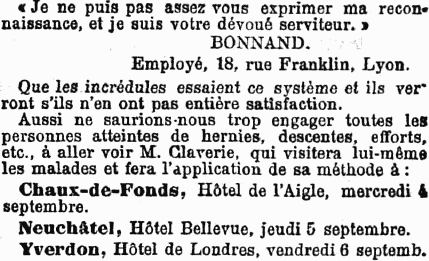 « Je ne puis pas assez vous exprimer ma recon-
naissance, et je suis votre dévoué serviteur. »
BONNAND.
Employé, 18, rue Franklin, Lyon.
Que les incrédules essaient ce système et ils ver-
ront s'ils n'en ont pas entière satisfaction.
Aussi ne saurions-nous trop engager toutes les
personnes atteintes de hernies, descentes, efforts,
etc., à aller voir M. Claverie, qui visitera lui-même
les malades et fera l'application de sa méthode à :
Chaux-de-Fonds, Hôtel de l'Aigle, mercredi 4
septembre.
Neuchâtel, Hôtel Bellevue, jeudi 5 septembre.
Yverdon, Hôtel de Londres, vendredi 6 septemb.